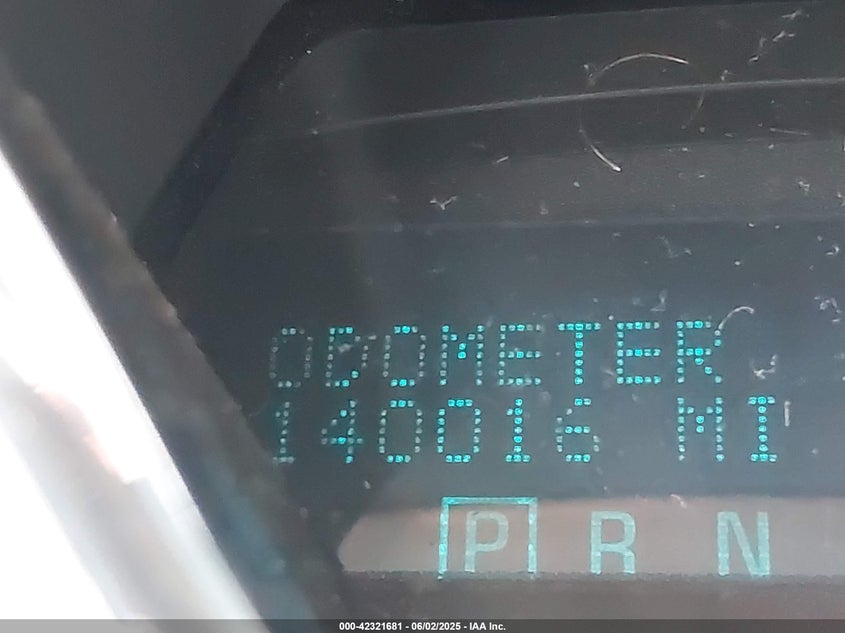 ODOMETER
140016 MI
P R N
000-42321681 - 06/02/2025 - IAA Inc.